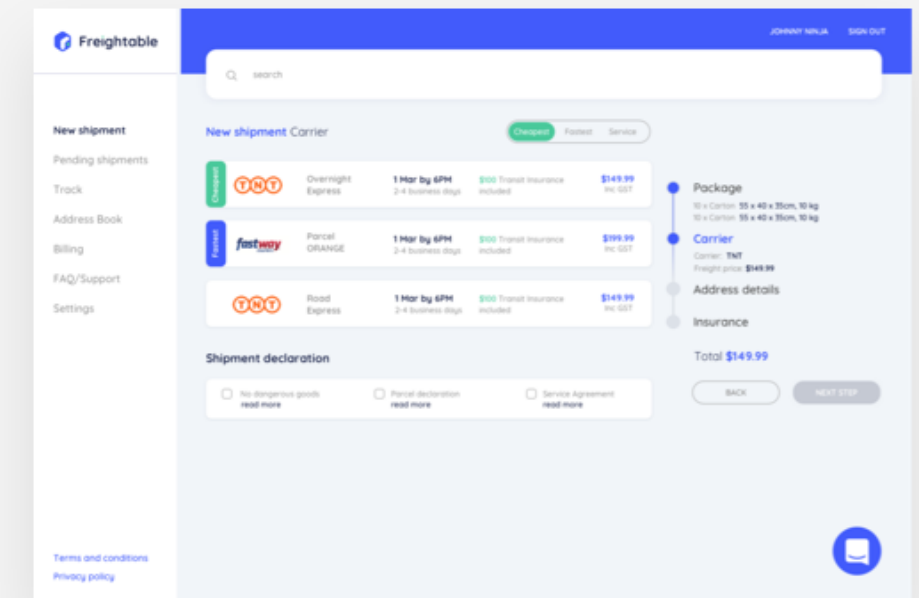 Freightable
JOHNNY NINJA
SIGN OUT
search
New shipment
Pending shipments
Track
Address Book
Billing
FAQ/Support
Settings
Terms and conditions
Privacy policy
New shipment Carrier
Cheapest Fastest Service
Cheapest
TNT
Overnight
Express
1 Mar by 6PM
2-4 business days
$100 Transit insurance
included
$149.99
Inc GST
Fastest
fastway
Parcel
ORANGE
1 Mar by 6PM
2-4 business days
$100 Transit insurance
included
$199.99
Inc GST
TNT
Road
Express
1 Mar by 6PM
2-4 business days
$100 Transit insurance
included
$149.99
Inc GST
Shipment declaration
No dangerous goods
read more
Parcel declaration
read more
Service Agreement
read more
Package
10 x Carton 55 x 40 x 35cm, 10 kg
10 x Carton 55 x 40 x 35cm, 10 kg
Carrier
Carrier: TNT
Freight price $149.99
Address details
Insurance
Total $149.99
BACK
NEXT STEP